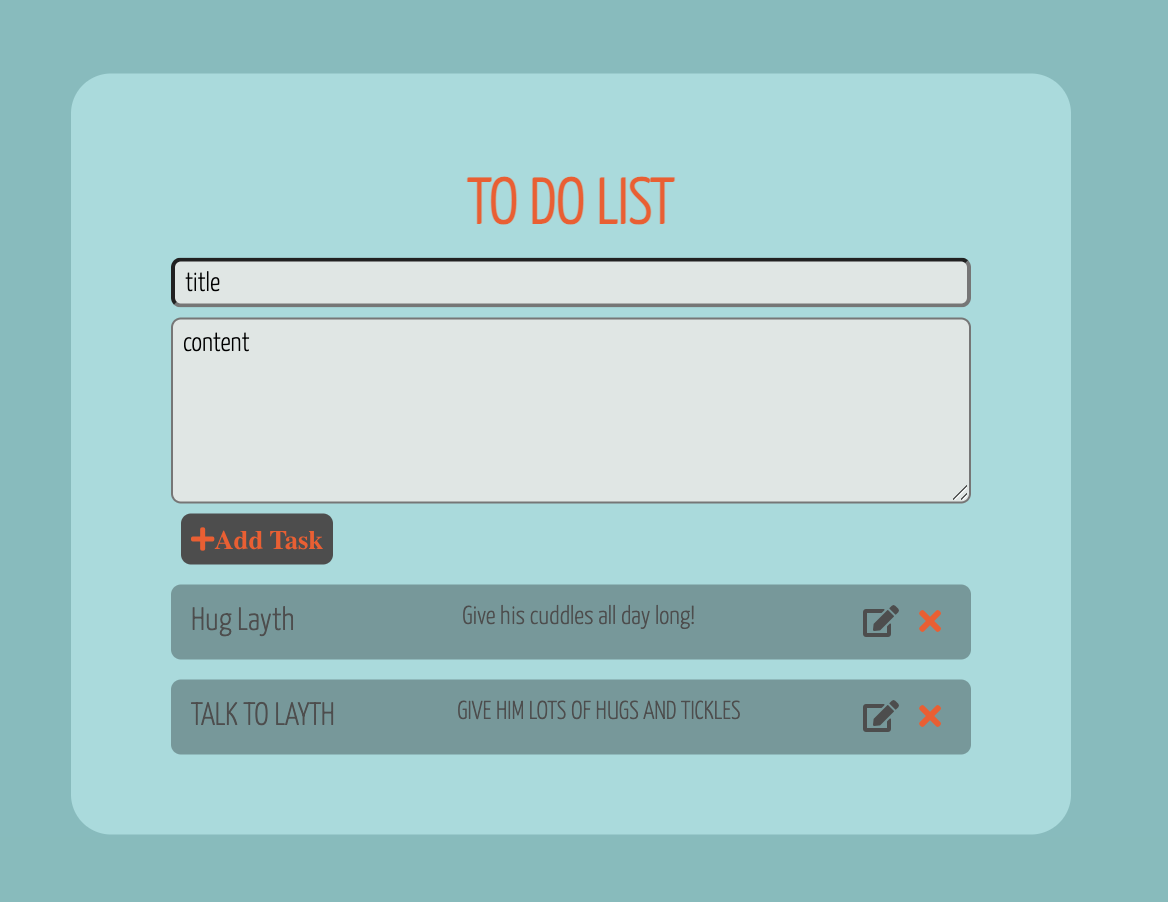 TO DO LIST
title
content
Add Task
Hug Layth
Give his cuddles all day long!
TALK TO LAYTH
GIVE HIM LOTS OF HUGS AND TICKLES